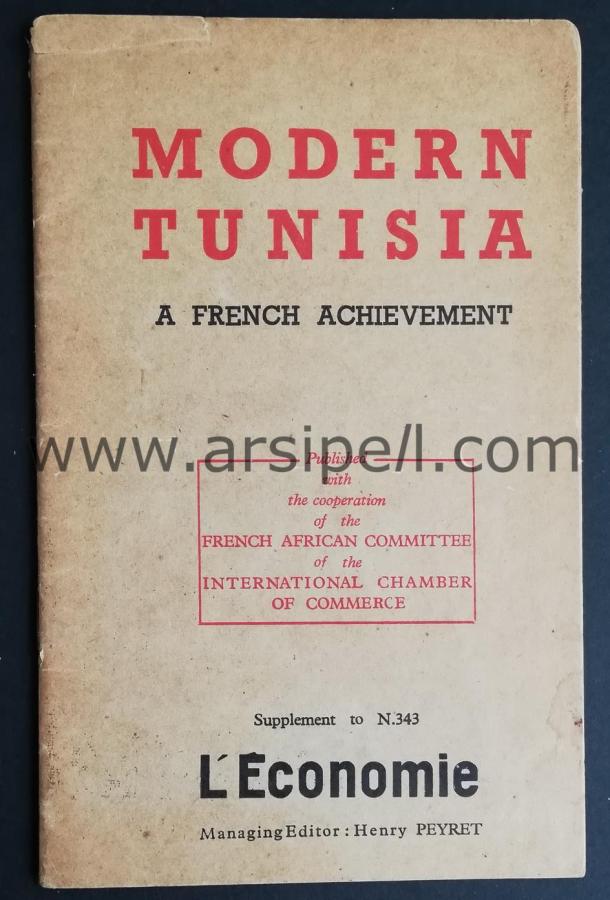 MODERN
TUNISIA
A FRENCH ACHIEVEMENT
www.arsipel.com
Published
with
the cooperation
of the
FRENCH AFRICAN COMMITTEE
of the
INTERNATIONAL CHAMBER
OF COMMERCE
Supplement to N.343
L'Économie
Managing Editor : Henry PEYRET